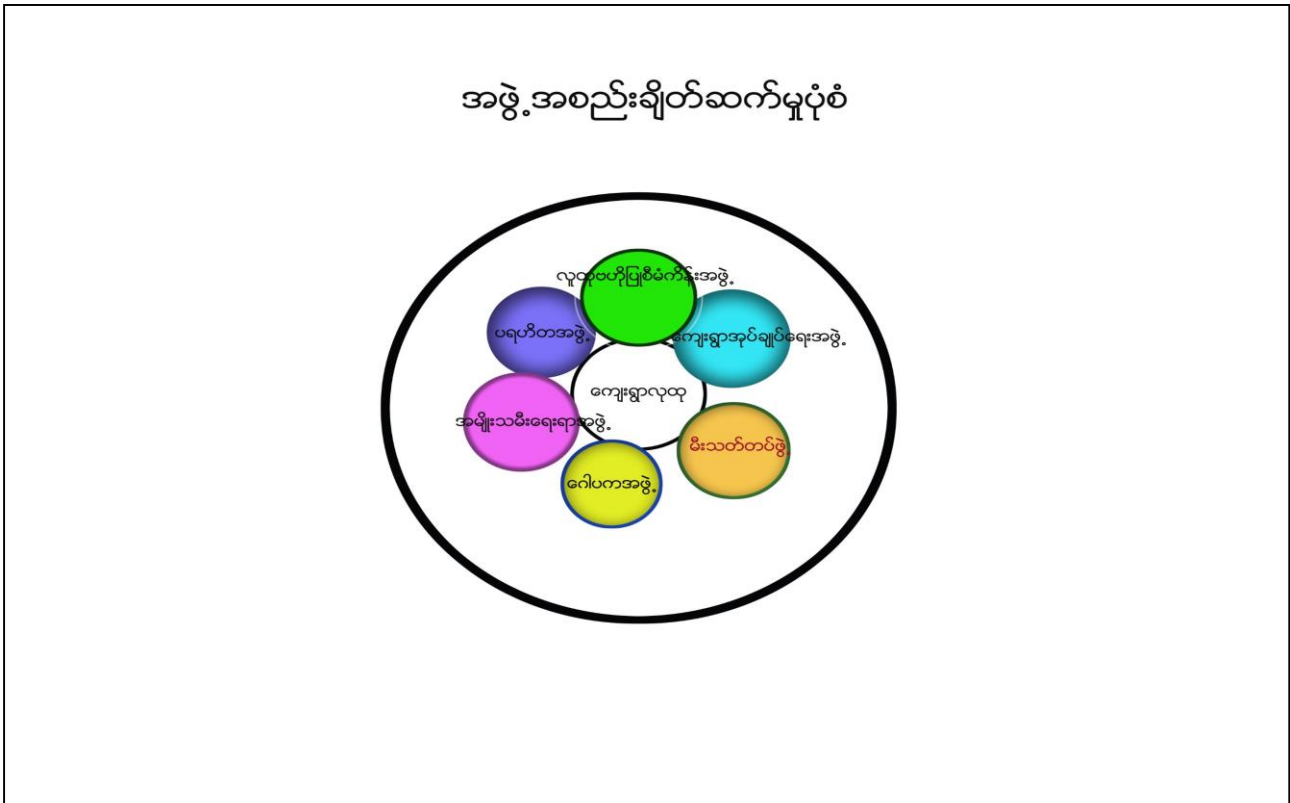 အဖွဲ့အစည်းချိတ်ဆက်မှုပုံစံ
လူထုဗဟိုပြုစီမံကိန်းအဖွဲ့
ပရဟိတအဖွဲ့
ကျေးရွာအုပ်ချုပ်ရေးအဖွဲ့
ကျေးရွာလုထု
အမျိုးသမီးရေးရာအဖွဲ့
မီးသတ်တပ်ဖွဲ့
ဂေါပကအဖွဲ့